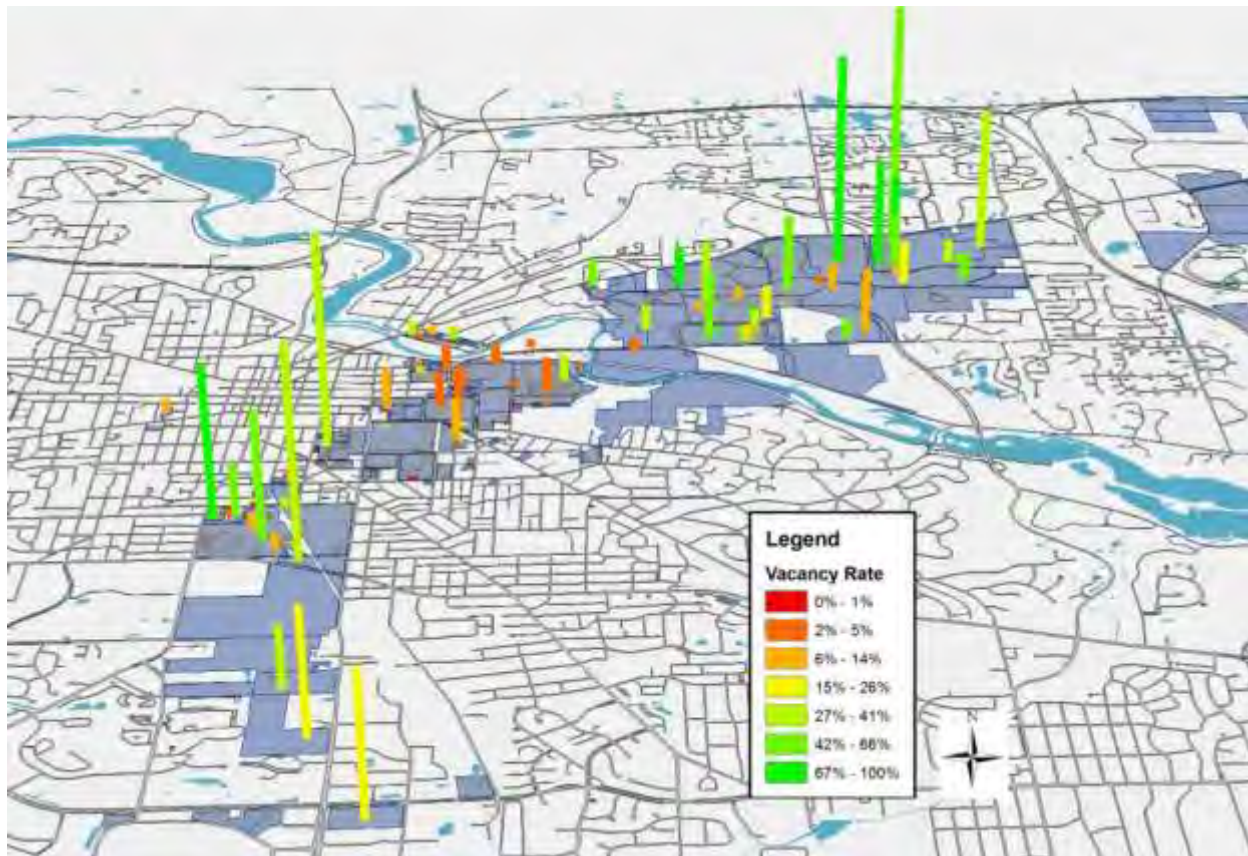 Legend
Vacancy Rate
0% - 1%
2% - 5%
6% - 14%
15% - 26%
27% - 41%
42% - 66%
67% - 100%
N